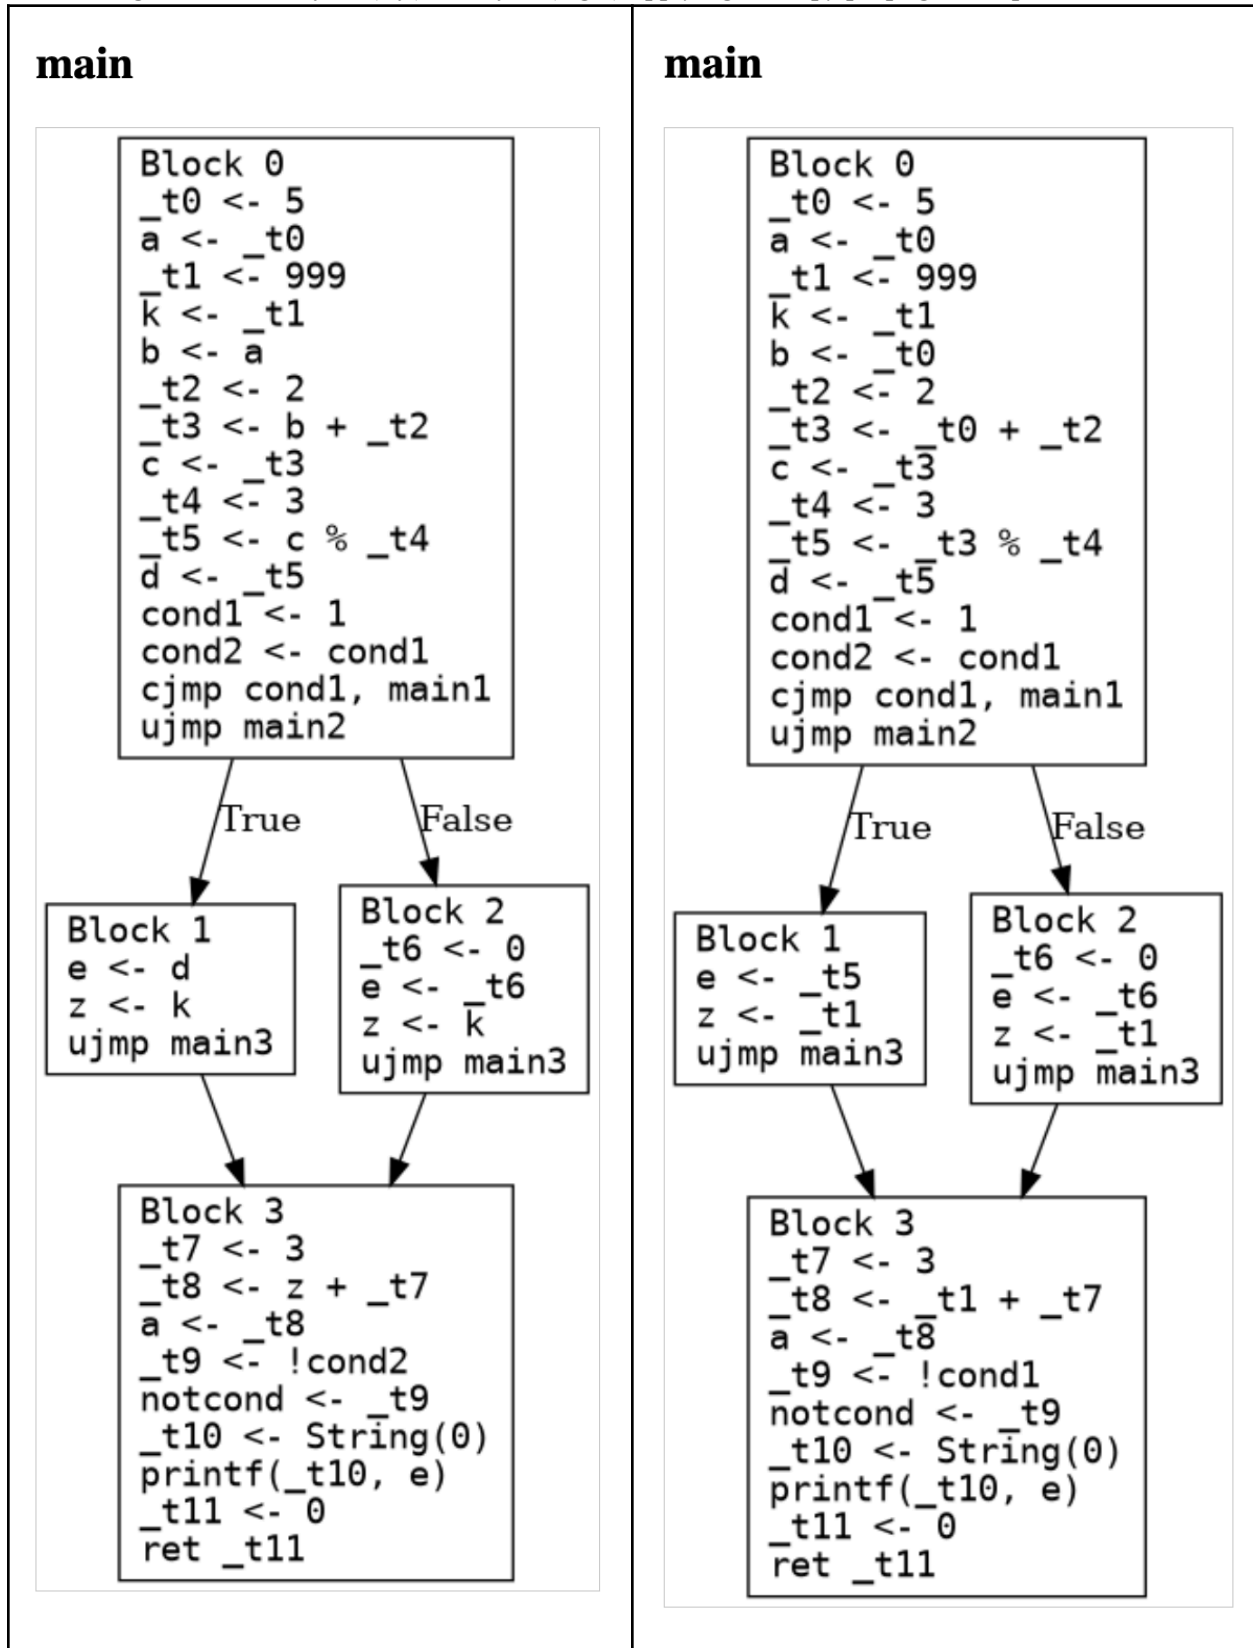 main
Block 0
_t0 <- 5
a <- _t0
_t1 <- 999
k <- _t1
b <- a
_t2 <- 2
_t3 <- b + _t2
c <- _t3
_t4 <- 3
_t5 <- c % _t4
d <- _t5
cond1 <- 1
cond2 <- cond1
cjmp cond1, main1
ujmp main2
True
False
Block 1
e <- d
z <- k
ujmp main3
Block 2
_t6 <- 0
e <- _t6
z <- k
ujmp main3
Block 3
_t7 <- 3
_t8 <- z + _t7
a <- _t8
_t9 <- !cond2
notcond <- _t9
_t10 <- String(0)
printf(_t10, e)
_t11 <- 0
ret _t11
main
Block 0
_t0 <- 5
a <- _t0
_t1 <- 999
k <- _t1
b <- _t0
_t2 <- 2
_t3 <- _t0 + _t2
c <- _t3
_t4 <- 3
_t5 <- _t3 % _t4
d <- _t5
cond1 <- 1
cond2 <- cond1
cjmp cond1, main1
ujmp main2
True
False
Block 1
e <- _t5
z <- _t1
ujmp main3
Block 2
_t6 <- 0
e <- _t6
z <- _t1
ujmp main3
Block 3
_t7 <- 3
_t8 <- _t1 + _t7
a <- _t8
_t9 <- !cond1
notcond <- _t9
_t10 <- String(0)
printf(_t10, e)
_t11 <- 0
ret _t11